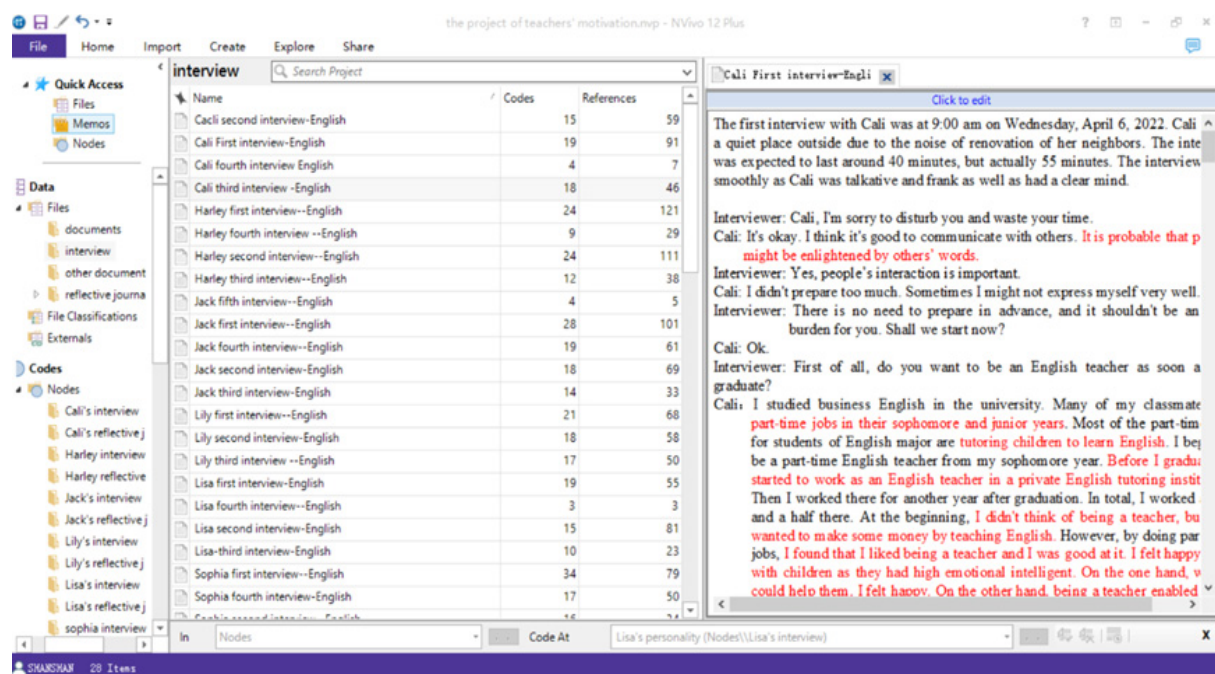 the project of teachers' motivation.nvp - NVivo 12 Plus
File Home Import Create Explore Share
Quick Access
Files
Memos
Nodes
Data
Files
documents
interview
other document
reflective journa
File Classifications
Externals
Codes
Nodes
Cali's interview
Cali's reflective j
Harley interview
Harley reflective
Jack's interview
Jack's reflective j
Lily's interview
Lily's reflective j
Lisa's interview
Lisa's reflective j
sophia interview
interview Search Project
Name Codes References
Cacli second interview-English 15 59
Cali First interview-English 19 91
Cali fourth interview English 4 7
Cali third interview -English 18 46
Harley first interview--English 24 121
Harley fourth interview --English 9 29
Harley second interview--English 24 111
Harley third interview--English 12 38
Jack fifth interview--English 4 5
Jack first interview--English 28 101
Jack fourth interview--English 19 61
Jack second interview--English 18 69
Jack third interview--English 14 33
Lily first interview--English 21 68
Lily second interview-English 18 58
Lily third interview --English 17 50
Lisa first interview--English 19 55
Lisa fourth interview--English 3 3
Lisa second interview-English 15 81
Lisa-third interview-English 10 23
Sophia first interview--English 34 79
Sophia fourth interview-English 17 50
Cali First interview-Engli
Click to edit
The first interview with Cali was at 9:00 am on Wednesday, April 6, 2022. Cali
a quiet place outside due to the noise of renovation of her neighbors. The inte
was expected to last around 40 minutes, but actually 55 minutes. The interview
smoothly as Cali was talkative and frank as well as had a clear mind.
Interviewer: Cali, I'm sorry to disturb you and waste your time.
Cali: It's okay. I think it's good to communicate with others. It is probable that p
might be enlightened by others' words.
Interviewer: Yes, people's interaction is important.
Cali: I didn't prepare too much. Sometimes I might not express myself very well.
Interviewer: There is no need to prepare in advance, and it shouldn't be an
burden for you. Shall we start now?
Cali: Ok.
Interviewer: First of all, do you want to be an English teacher as soon a
graduate?
Cali: I studied business English in the university. Many of my classmate
part-time jobs in their sophomore and junior years. Most of the part-tim
for students of English major are tutoring children to learn English. I beg
be a part-time English teacher from my sophomore year. Before I gradua
started to work as an English teacher in a private English tutoring instit
Then I worked there for another year after graduation. In total, I worked
and a half there. At the beginning, I didn't think of being a teacher, bu
wanted to make some money by teaching English. However, by doing par
jobs, I found that I liked being a teacher and I was good at it. I felt happy
with children as they had high emotional intelligent. On the one hand, w
could help them, I felt happy. On the other hand, being a teacher enabled
In Nodes Code At Lisa's personality (Nodes\\Lisa's interview) X
SHANSHAN 28 Items